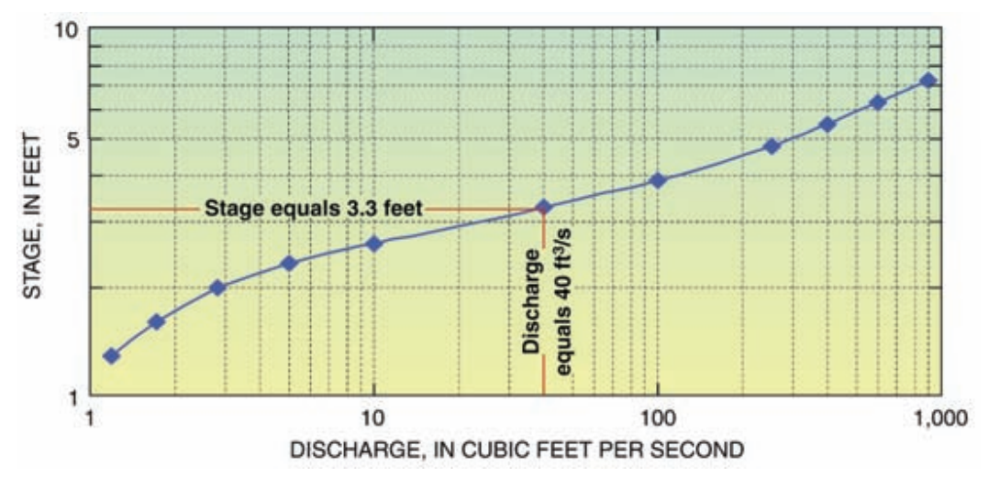 10
5
1
STAGE, IN FEET
Stage equals 3.3 feet
Discharge
equals 40 ft³/s
1 10 100 1,000
DISCHARGE, IN CUBIC FEET PER SECOND